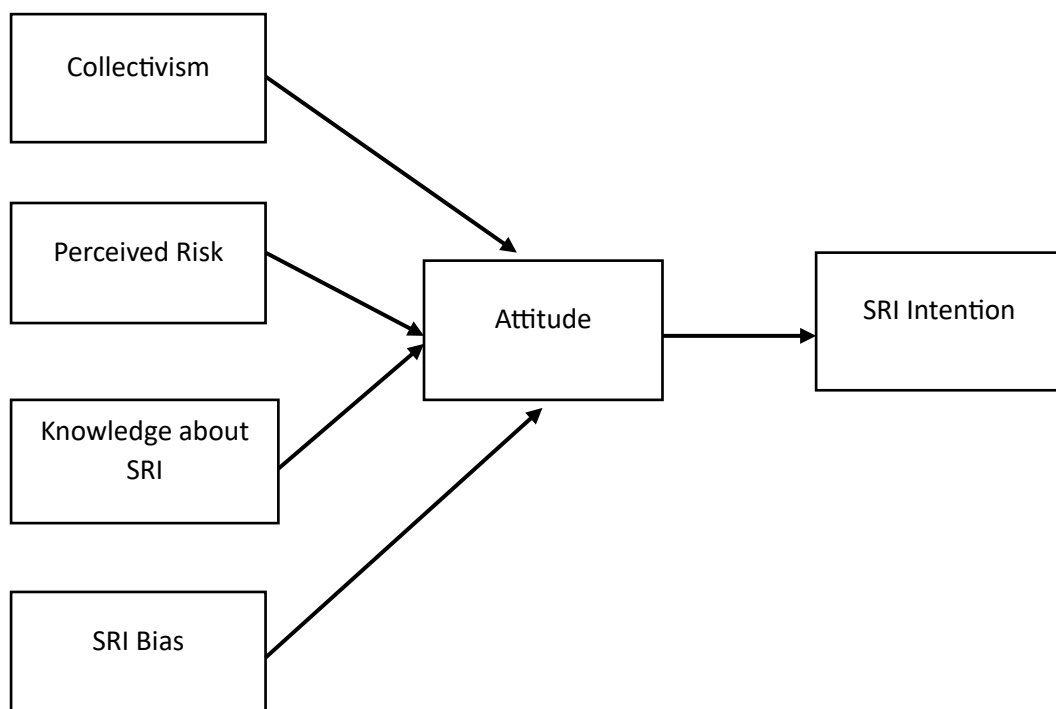 Collectivism
Perceived Risk
Attitude
SRI Intention
Knowledge about
SRI
SRI Bias